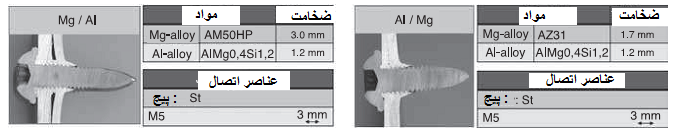 Mg / Al
مواد ضخامت
Mg-alloy AM50HP 3.0 mm
Al-alloy AlMg0,4Si1,2 1.2 mm
عناصر اتصال
پیچ : St
M5 3 mm
Al / Mg
مواد ضخامت
Mg-alloy AZ31 1.7 mm
Al-alloy AlMg0,4Si1,2 1.2 mm
عناصر اتصال
پیچ : : St
M5 3 mm